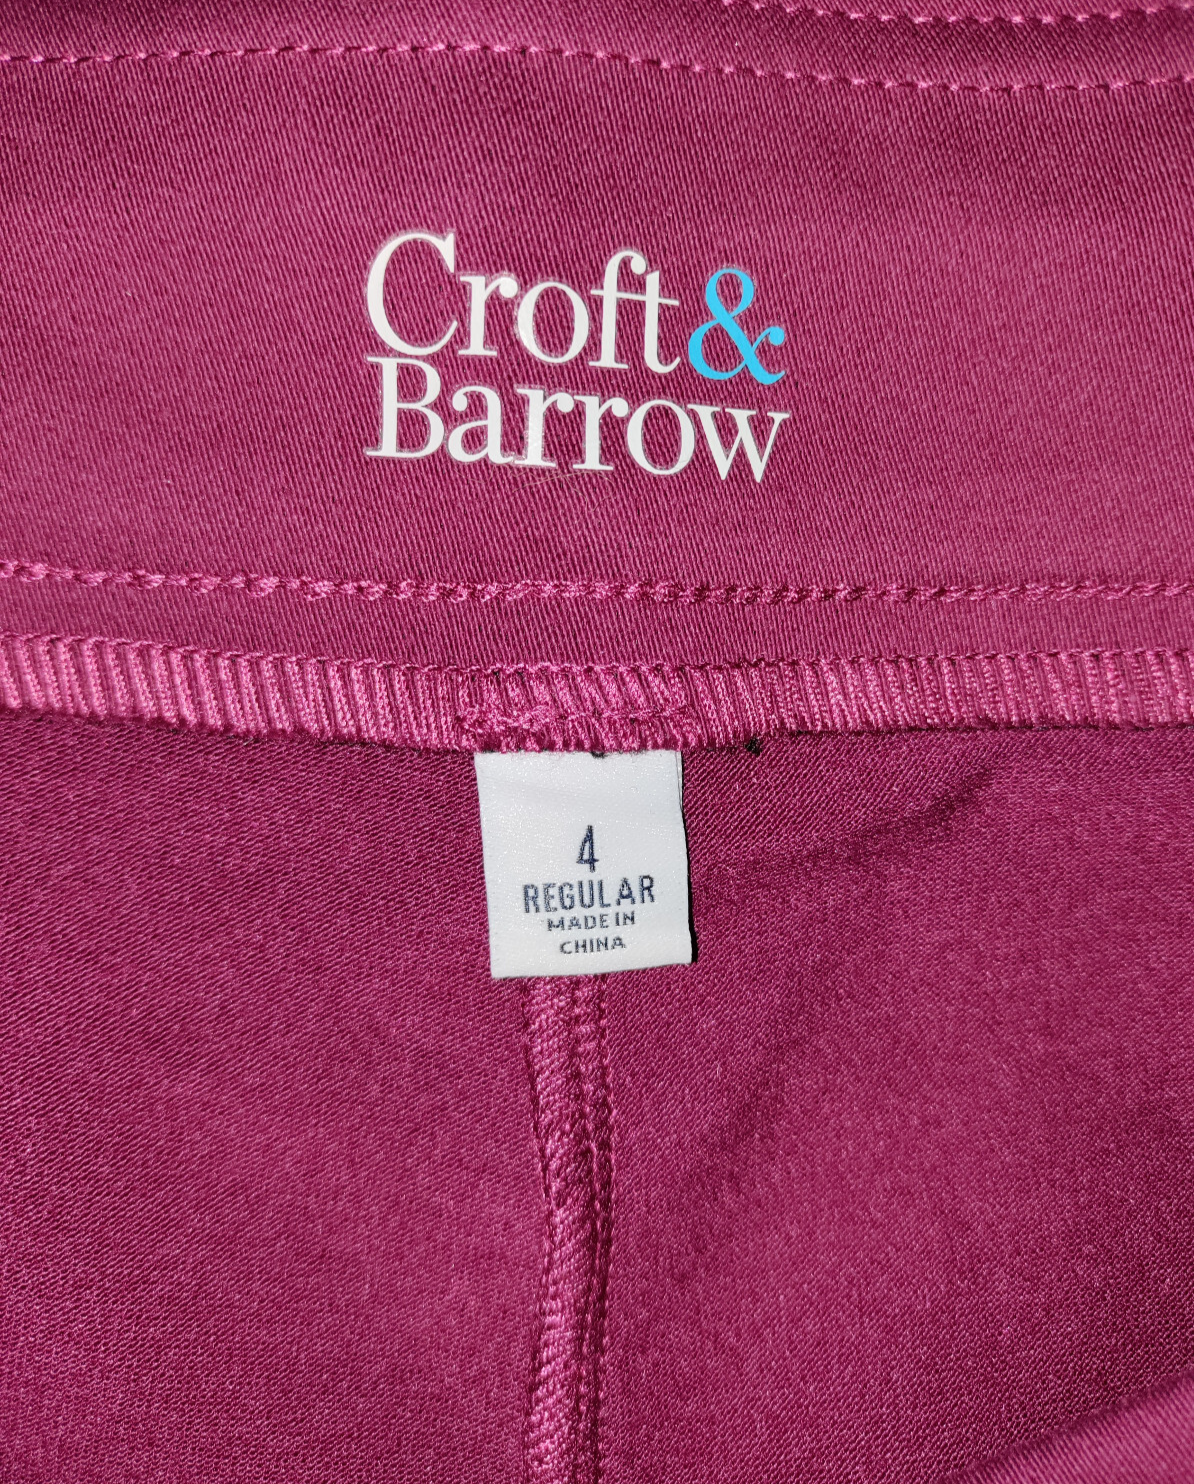 Croft&
Barrow
4
REGULAR
MADE IN
CHINA